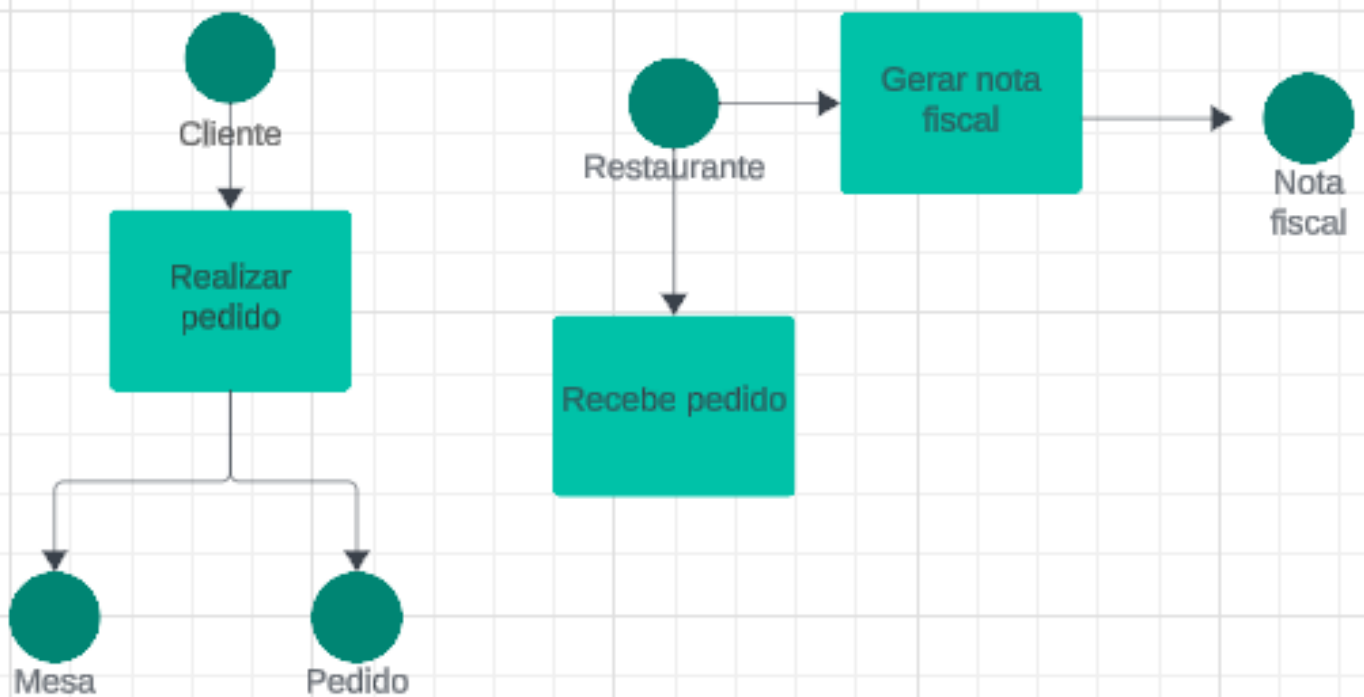 Cliente
Realizar
pedido
Mesa
Pedido
Restaurante
Gerar nota
fiscal
Nota
fiscal
Recebe pedido